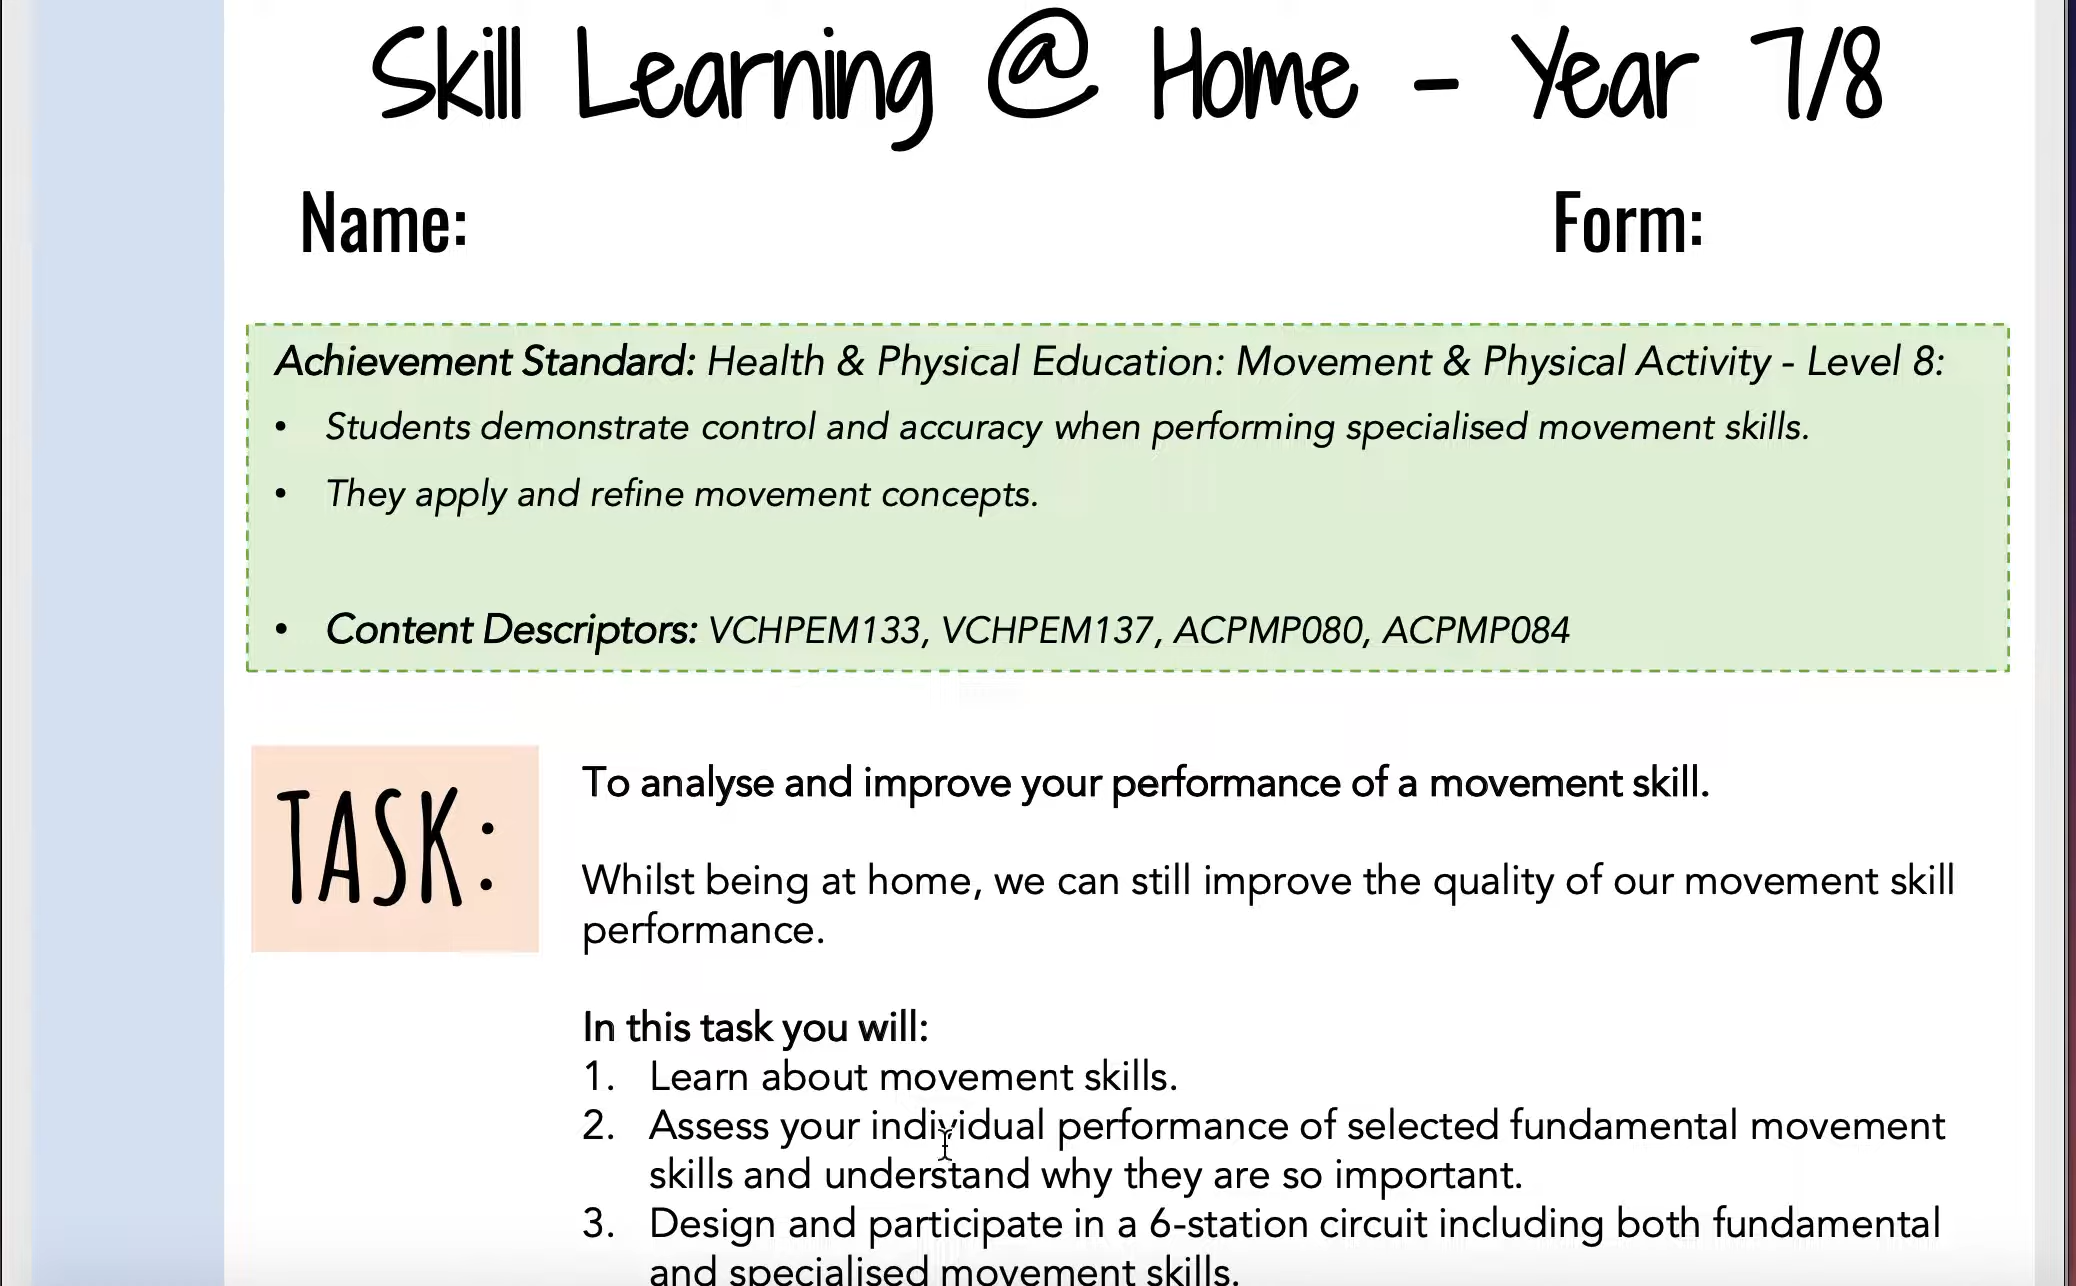 Skill Learning @ Home - Year 7/8
Name:
Form:
Achievement Standard: Health & Physical Education: Movement & Physical Activity - Level 8:
• Students demonstrate control and accuracy when performing specialised movement skills.
• They apply and refine movement concepts.
• Content Descriptors: VCHPEM133, VCHPEM137, ACPMP080, ACPMP084
TASK:
To analyse and improve your performance of a movement skill.
Whilst being at home, we can still improve the quality of our movement skill
performance.
In this task you will:
1. Learn about movement skills.
2. Assess your individual performance of selected fundamental movement
skills and understand why they are so important.
3. Design and participate in a 6-station circuit including both fundamental
and specialised movement skills.